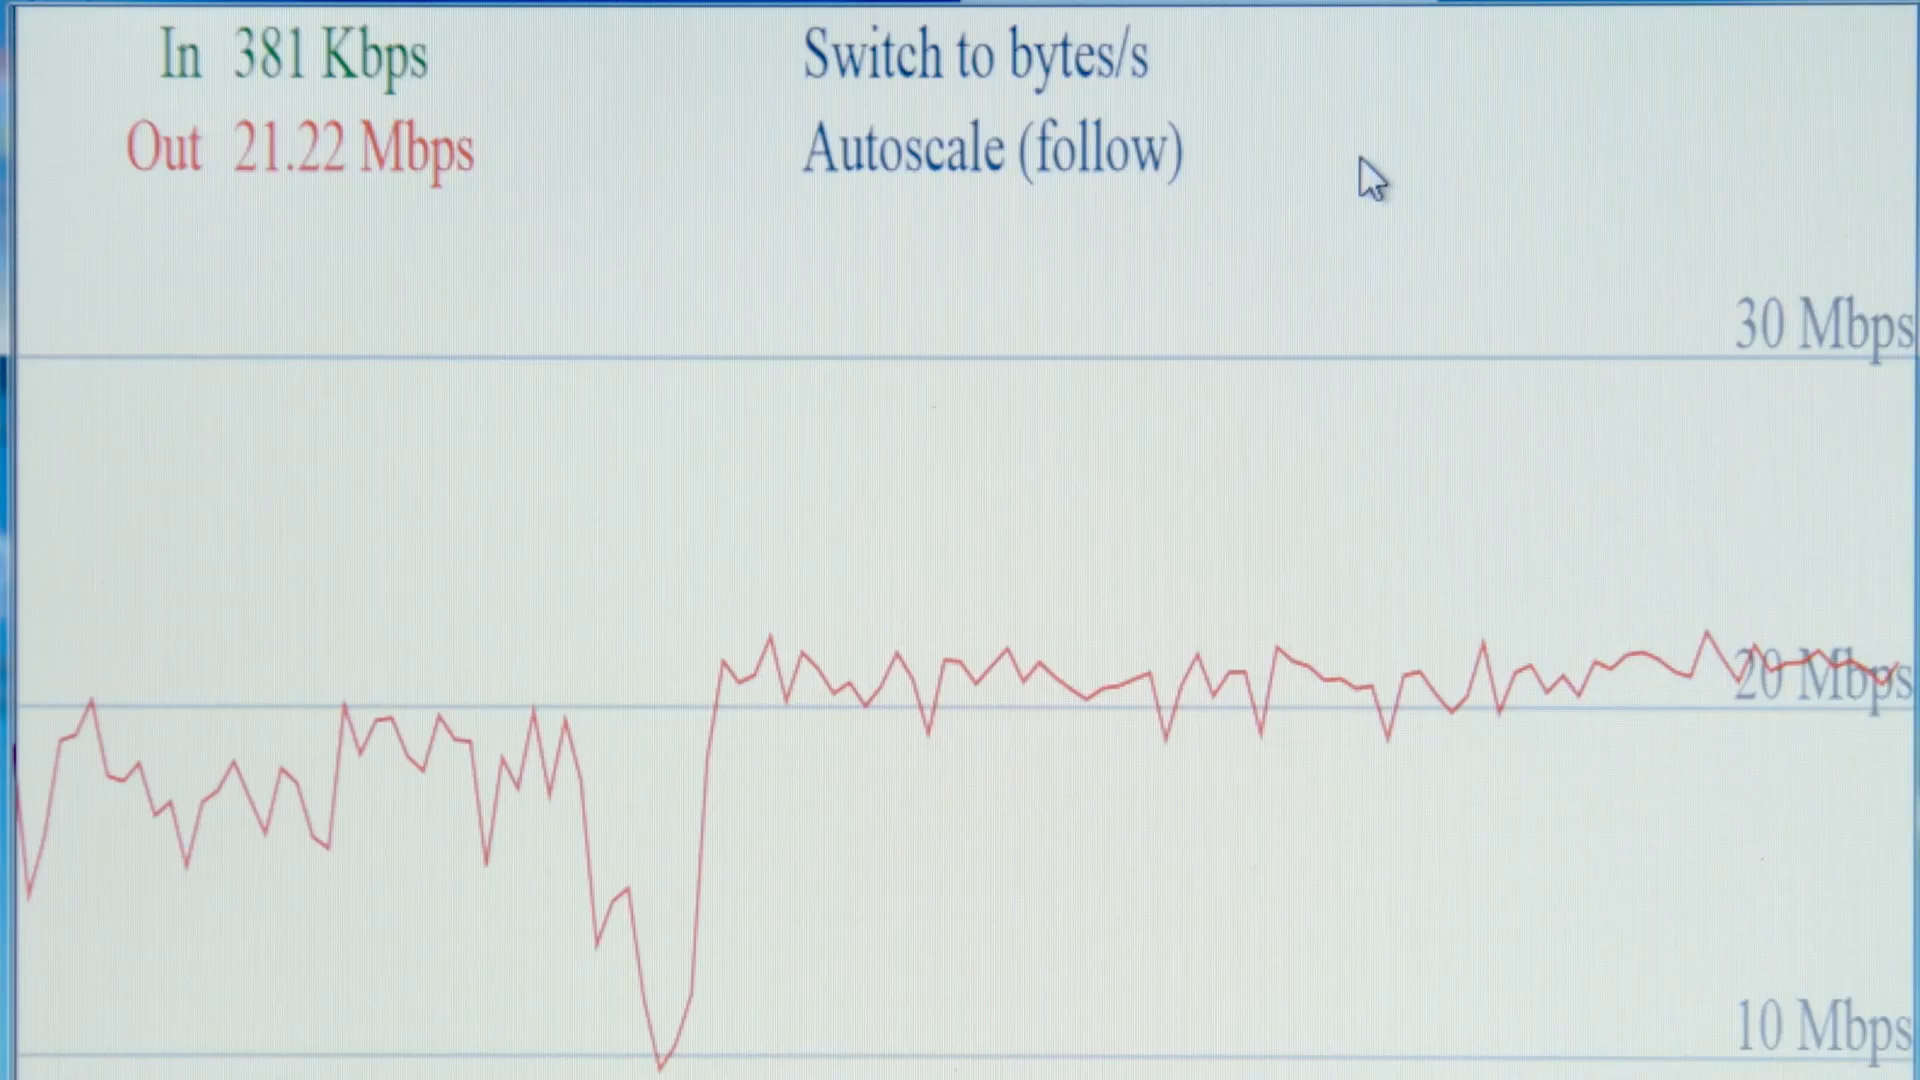 In 381 Kbps
Switch to bytes/s
Out 21.22 Mbps
Autoscale (follow)
30 Mbps
20 Mbps
10 Mbps